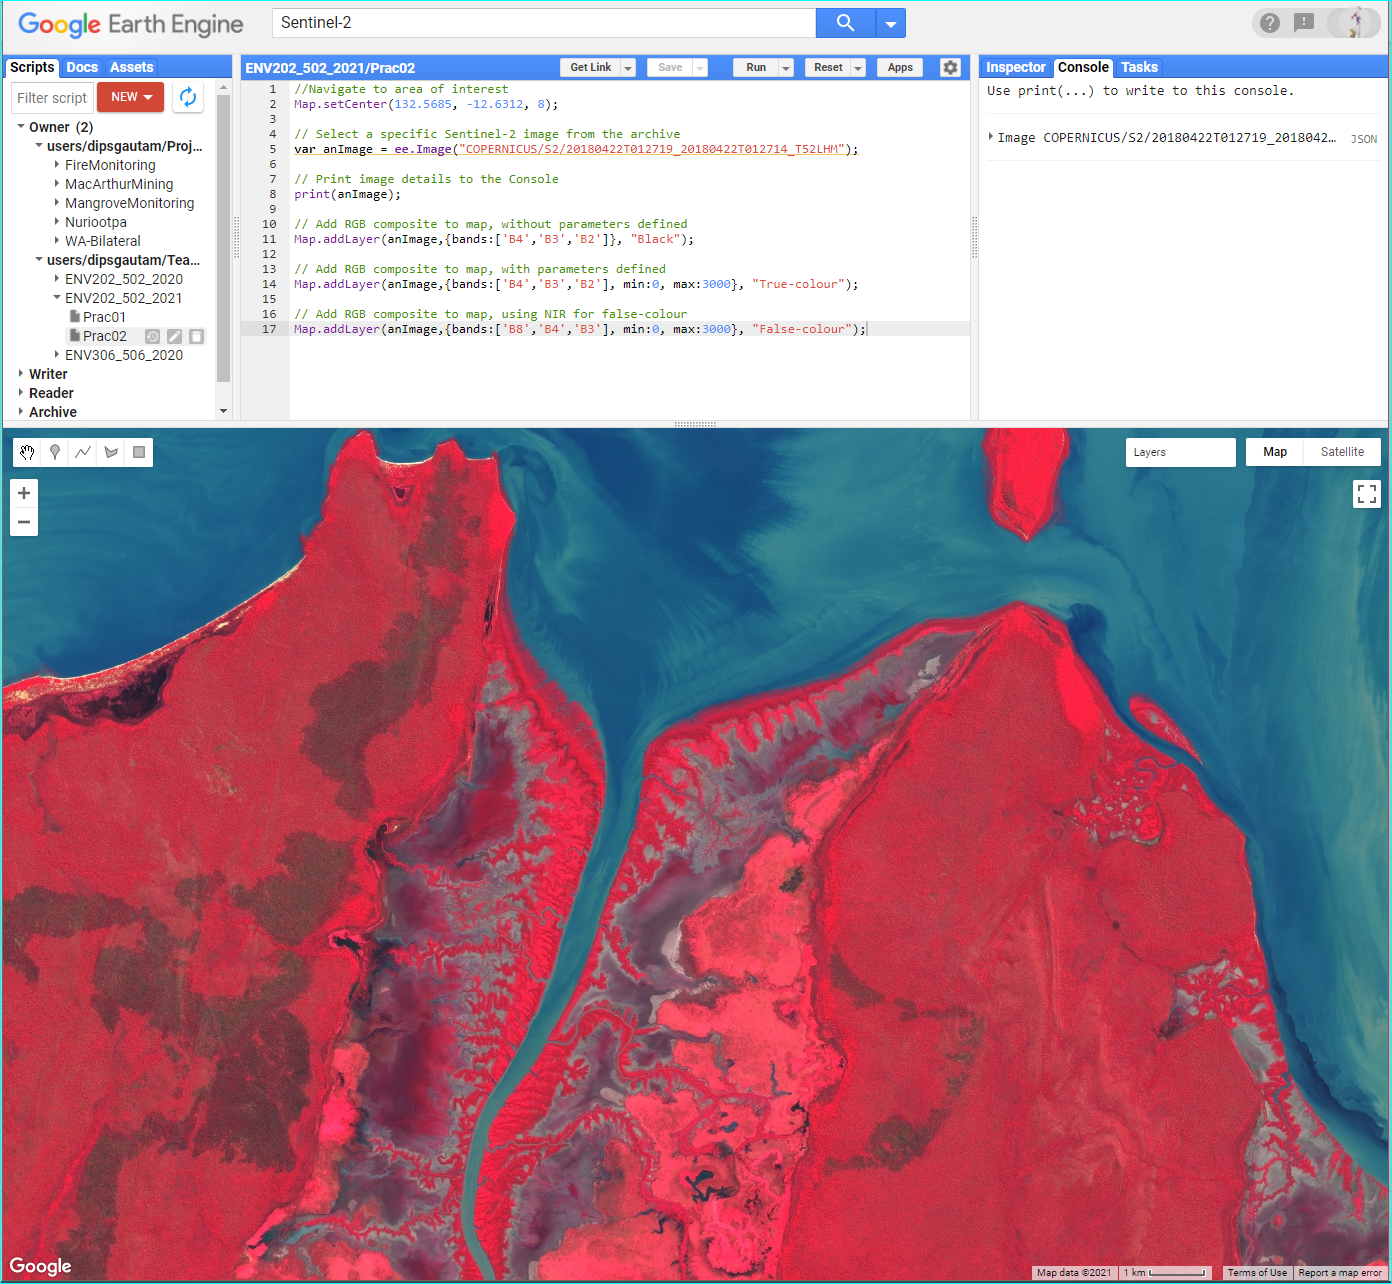 Google Earth Engine
Sentinel-2
Scripts Docs Assets
Filter script
NEW
Owner (2)
users/dipsgautam/Proj...
FireMonitoring
MacArthurMining
MangroveMonitoring
Nuriootpa
WA-Bilateral
users/dipsgautam/Tea...
ENV202_502_2020
ENV202_502_2021
Prac01
Prac02
ENV306_506_2020
Writer
Reader
Archive
ENV202_502_2021/Prac02
Get Link Save Run Reset Apps
1 //Navigate to area of interest
2 Map.setCenter(132.5685, -12.6312, 8);
3
4 // Select a specific Sentinel-2 image from the archive
5 var anImage = ee.Image("COPERNICUS/S2/20180422T012719_20180422T012714_T52LHM");
6
7 // Print image details to the Console
8 print(anImage);
9
10 // Add RGB composite to map, without parameters defined
11 Map.addLayer(anImage,{bands:['B4','B3','B2']}, "Black");
12
13 // Add RGB composite to map, with parameters defined
14 Map.addLayer(anImage,{bands:['B4','B3','B2'], min:0, max:3000}, "True-colour");
15
16 // Add RGB composite to map, using NIR for false-colour
17 Map.addLayer(anImage,{bands:['B8','B4','B3'], min:0, max:3000}, "False-colour");
Inspector Console Tasks
Use print(...) to write to this console.
Image COPERNICUS/S2/20180422T012719_2018042... JSON
Layers
Map Satellite
Google
Map data ©2021 1 km Terms of Use Report a map error